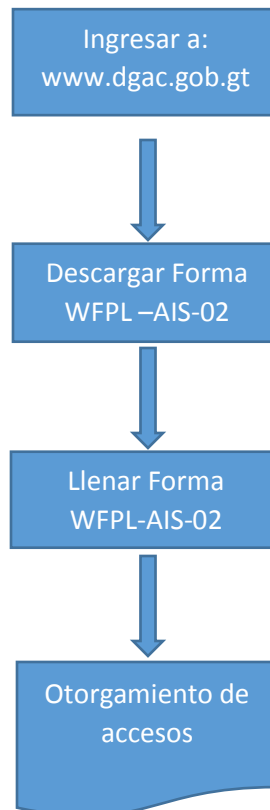 Ingresar a:
www.dgac.gob.gt
Descargar Forma
WFPL –AIS-02
Llenar Forma
WFPL-AIS-02
Otorgamiento de
accesos